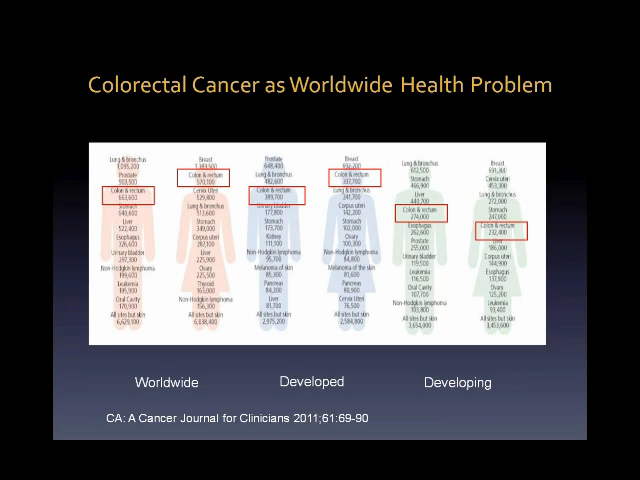 Colorectal Cancer as Worldwide Health Problem
Lung & bronchus
1,095,200
Prostate
903,500
Colon & rectum
663,600
Stomach
640,600
Liver
522,400
Esophagus
326,600
Urinary bladder
297,300
Non-Hodgkin lymphoma
199,600
Leukemia
195,900
Oral Cavity
170,900
All sites but skin
6,629,100
Breast
1,383,500
Colon & rectum
570,100
Cervix Uteri
529,800
Lung & bronchus
513,600
Stomach
349,000
Corpus uteri
287,100
Liver
225,900
Ovary
225,500
Thyroid
163,000
Non-Hodgkin lymphoma
156,300
All sites but skin
6,038,400
Prostate
648,400
Lung & bronchus
482,600
Colon & rectum
389,700
Urinary bladder
177,800
Stomach
173,700
Kidney
111,100
Non-Hodgkin lymphoma
95,700
Melanoma of skin
85,300
Pancreas
84,200
Liver
81,700
All sites but skin
2,975,200
Breast
692,200
Colon & rectum
337,700
Lung & bronchus
241,700
Corpus uteri
142,200
Stomach
102,000
Ovary
100,300
Non-Hodgkin lymphoma
84,800
Melanoma of the skin
81,600
Pancreas
80,900
Cervix Uteri
76,500
All sites but skin
2,584,800
Lung & bronchus
612,500
Stomach
466,900
Liver
440,700
Colon & rectum
274,000
Esophagus
262,600
Prostate
255,000
Urinary bladder
119,500
Leukemia
116,500
Oral Cavity
107,700
Non-Hodgkin lymphoma
103,800
All sites but skin
3,654,000
Breast
691,300
Cervix uteri
453,300
Lung & bronchus
272,000
Stomach
247,000
Colon & rectum
232,400
Liver
186,000
Corpus uteri
144,900
Esophagus
137,900
Ovary
125,200
Leukemia
93,400
All sites but skin
3,453,600
Worldwide
Developed
Developing
CA: A Cancer Journal for Clinicians 2011;61:69-90